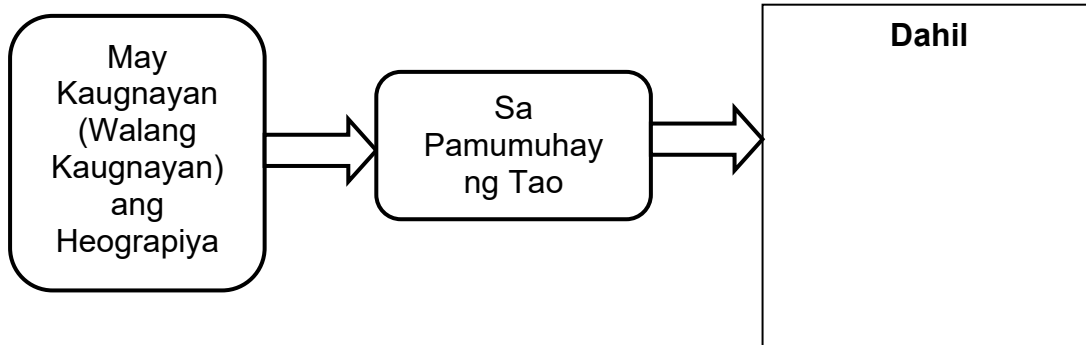 May
Kaugnayan
(Walang
Kaugnayan)
ang
Heograpiya
Sa
Pamumuhay
ng Tao
Dahil